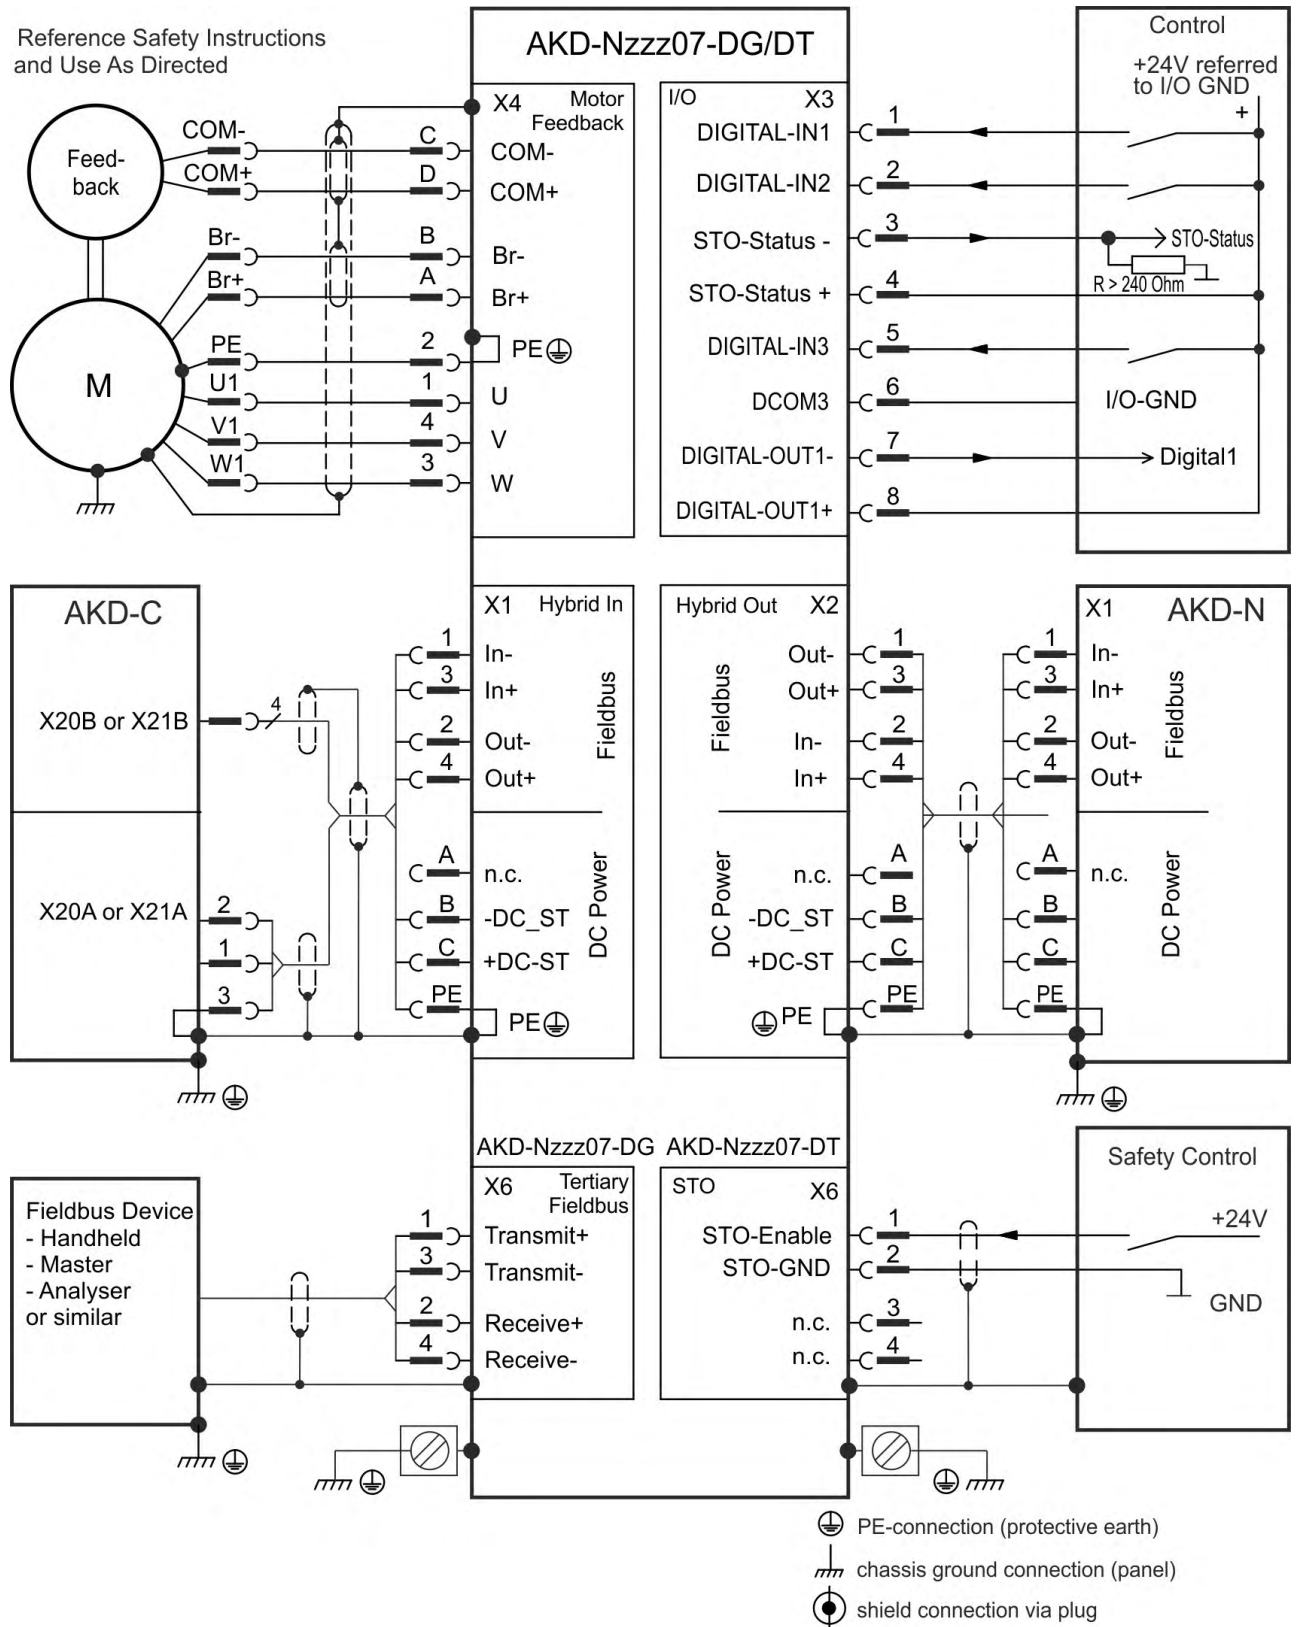 Reference Safety Instructions
and Use As Directed
AKD-Nzzz07-DG/DT
Control
+24V referred
to I/O GND
+
Feed-
back
COM-
COM+
Br-
Br+
PE
U1
V1
W1
M
C
D
B
A
2
1
4
3
X4
Motor
Feedback
COM-
COM+
Br-
Br+
PE
U
V
W
I/O
X3
DIGITAL-IN1
DIGITAL-IN2
STO-Status -
STO-Status +
DIGITAL-IN3
DCOM3
DIGITAL-OUT1-
DIGITAL-OUT1+
1
2
3
4
5
6
7
8
STO-Status
R > 240 Ohm
I/O-GND
Digital1
AKD-C
X20B or X21B
4
X20A or X21A
2
1
3
X1
Hybrid In
1
In-
3
In+
2
Out-
4
Out+
Fieldbus
A
n.c.
B
-DC_ST
C
+DC-ST
PE
PE
DC Power
Hybrid Out
X2
Fieldbus
Out-
1
Out+
3
In-
2
In+
4
DC Power
n.c.
A
-DC_ST
B
+DC-ST
C
PE
PE
X1
AKD-N
1
In-
3
In+
2
Out-
4
Out+
Fieldbus
A
n.c.
B
C
PE
DC Power
AKD-Nzzz07-DG
AKD-Nzzz07-DT
Fieldbus Device
- Handheld
- Master
- Analyser
or similar
X6
Tertiary
Fieldbus
1
Transmit+
3
Transmit-
2
Receive+
4
Receive-
STO
X6
STO-Enable
1
STO-GND
2
n.c.
3
n.c.
4
Safety Control
+24V
GND
PE-connection (protective earth)
chassis ground connection (panel)
shield connection via plug